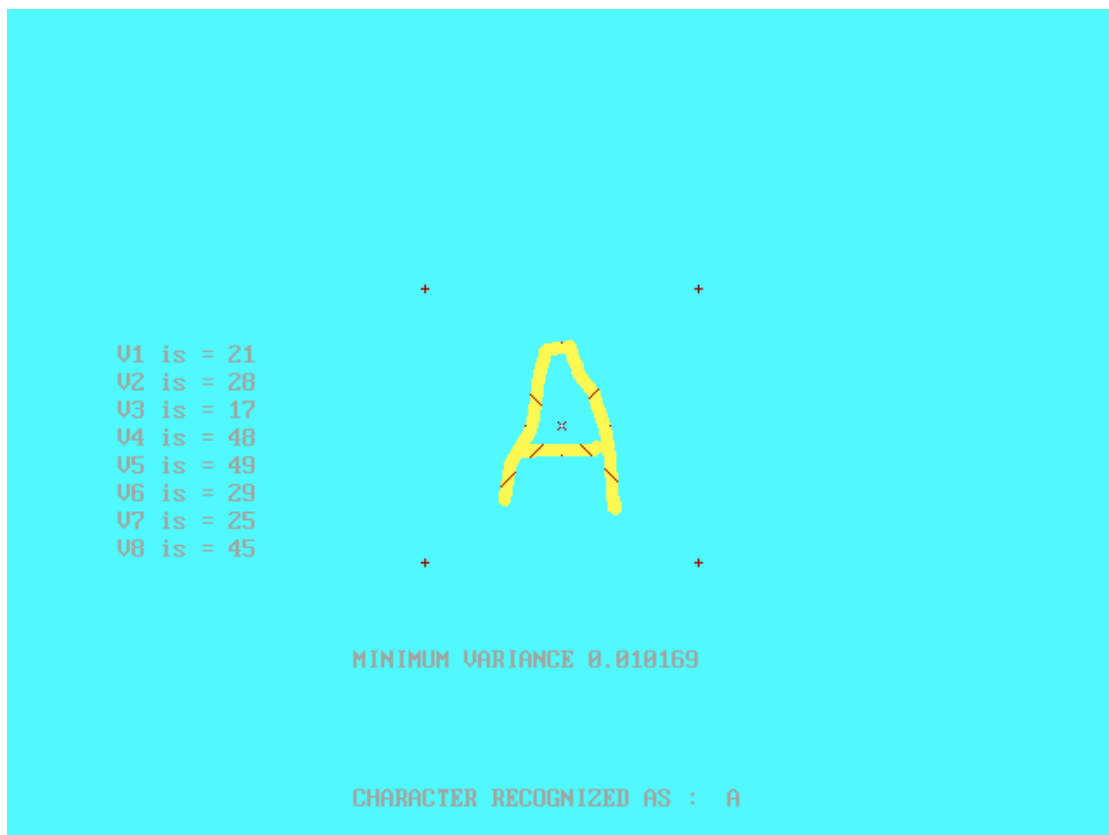 A
V1 is = 21
V2 is = 28
V3 is = 17
V4 is = 48
V5 is = 49
V6 is = 29
V7 is = 25
V8 is = 45
MINIMUM VARIANCE 0.010169
CHARACTER RECOGNIZED AS : A